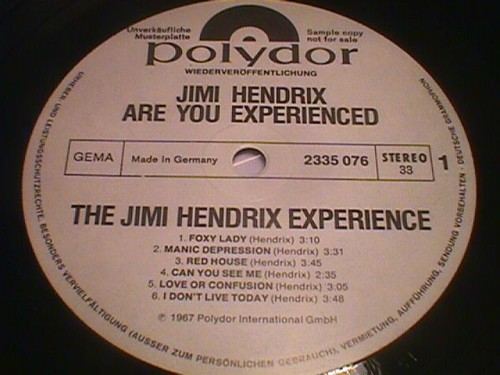 Unverkäufliche
Musterplatte
Sample copy
not for sale
polydor
WIEDERVERÖFFENTLICHUNG
JIMI HENDRIX
ARE YOU EXPERIENCED
GEMA
Made in Germany
2335 076
STEREO
33
1
THE JIMI HENDRIX EXPERIENCE
1. FOXY LADY (Hendrix) 3:10
2. MANIC DEPRESSION (Hendrix) 3:31
3. RED HOUSE (Hendrix) 3:45
4. CAN YOU SEE ME (Hendrix) 2:35
5. LOVE OR CONFUSION (Hendrix) 3:05
6. I DON'T LIVE TODAY (Hendrix) 3:48
℗ 1967 Polydor International GmbH
URHEBER- UND LEISTUNGSSCHUTZRECHTE, BESONDERS VERVIELFÄLTIGUNG (AUSSER ZUM PERSÖNLICHEN GEBRAUCH), VERMIETUNG, AUFFÜHRUNG, SENDUNG VORBEHALTEN · DEUTSCHE GRAMMOPHON